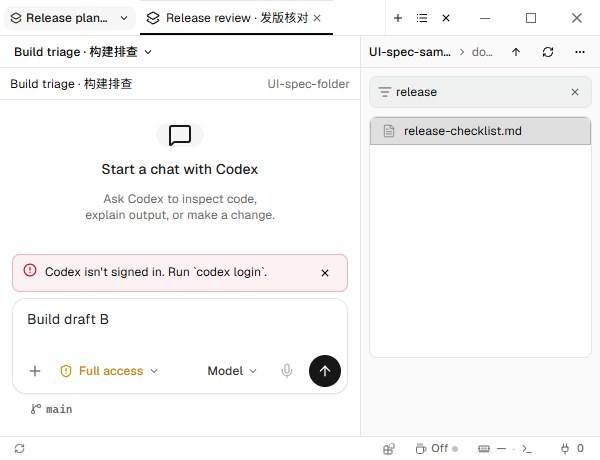 Release plan...
Release review · 发版核对
Build triage · 构建排查
UI-spec-sam... > do...
Build triage · 构建排查
UI-spec-folder
release
release-checklist.md
Start a chat with Codex
Ask Codex to inspect code,
explain output, or make a change.
Codex isn't signed in. Run `codex login`.
Build draft B
Full access
Model
main
Off
0